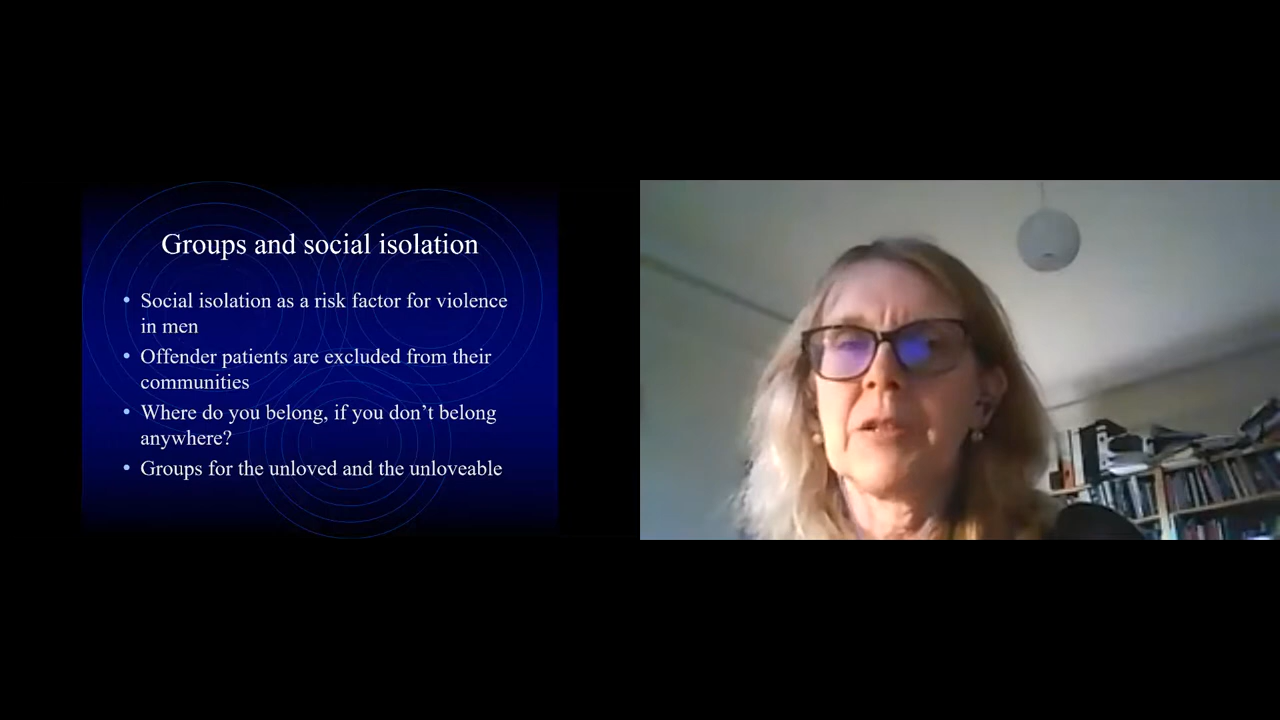 Groups and social isolation
• Social isolation as a risk factor for violence
in men
• Offender patients are excluded from their
communities
• Where do you belong, if you don’t belong
anywhere?
• Groups for the unloved and the unloveable